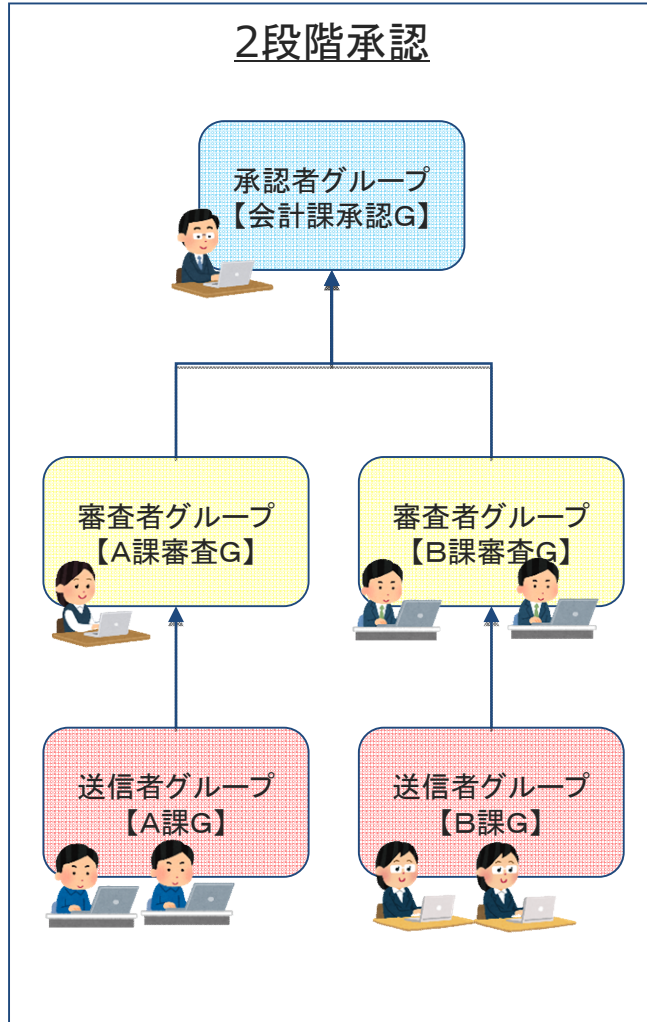 2段階承認
承認者グループ
【会計課承認G】
審査者グループ
【A課審査G】
審査者グループ
【B課審査G】
送信者グループ
【A課G】
送信者グループ
【B課G】